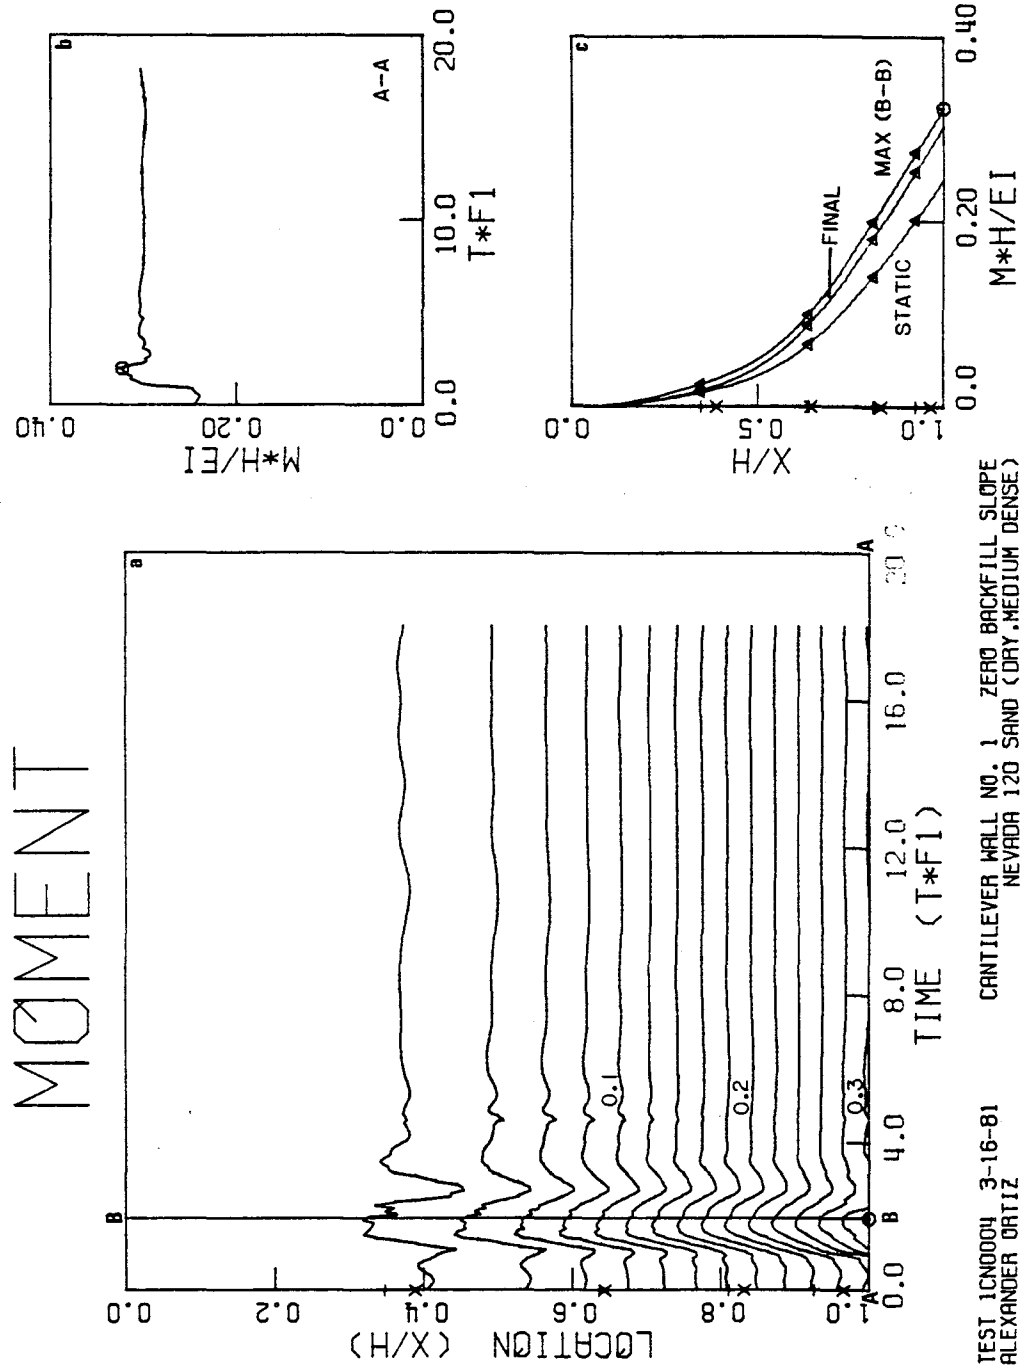 MOMENT
a
LOCATION (X/H)
0.0
0.2
0.4
0.6
0.8
1.0
B
B
A
A
0.1
0.2
0.3
0.0
4.0
8.0
12.0
16.0
20.0
TIME (T*F1)
b
M*H/EI
0.40
0.20
0.0
A-A
0.0
10.0
20.0
T*F1
c
X/H
0.0
0.5
1.0
STATIC
FINAL
MAX (B-B)
0.0
0.20
0.40
M*H/EI
TEST 1CN0004 3-16-81 CANTILEVER WALL NO. 1 ZERO BACKFILL SLOPE
ALEXANDER ORTIZ NEVADA 120 SAND (DRY,MEDIUM DENSE)